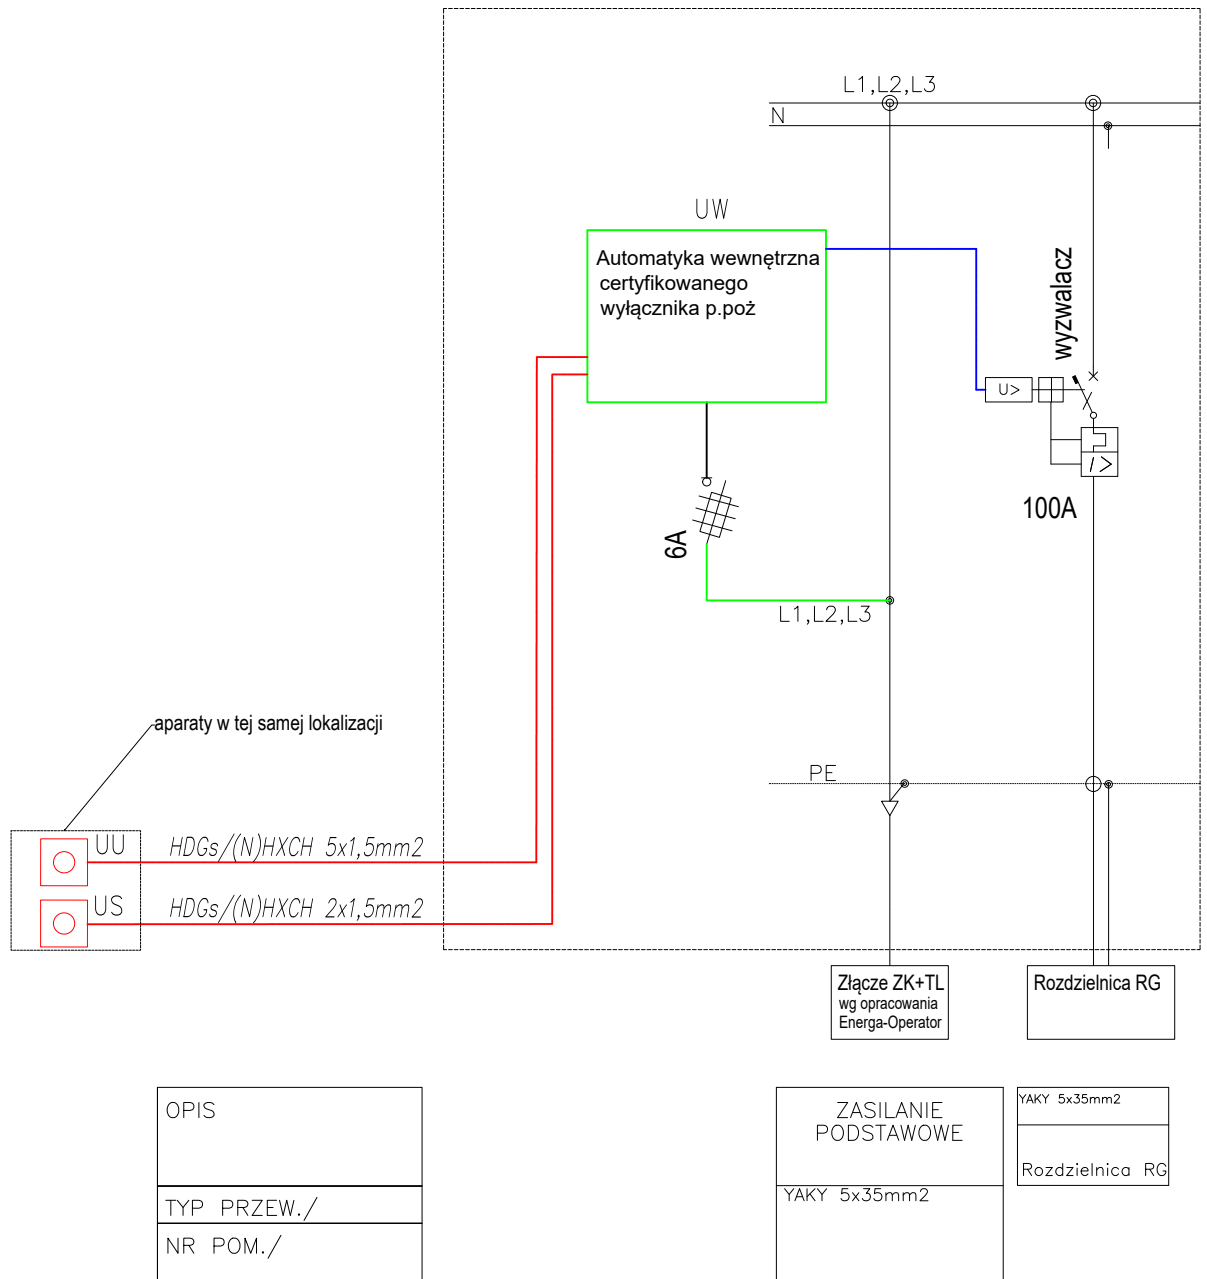 L1,L2,L3
N
UW
Automatyka wewnętrzna
certyfikowanego
wyłącznika p.poż
wyzwalacz
U>
I>
100A
6A
L1,L2,L3
aparaty w tej samej lokalizacji
PE
UU
HDGs/(N)HXCH 5x1,5mm2
US
HDGs/(N)HXCH 2x1,5mm2
Złącze ZK+TL
wg opracowania
Energa-Operator
Rozdzielnica RG
OPIS
TYP PRZEW./
NR POM./
ZASILANIE
PODSTAWOWE
YAKY 5x35mm2
YAKY 5x35mm2
Rozdzielnica RG